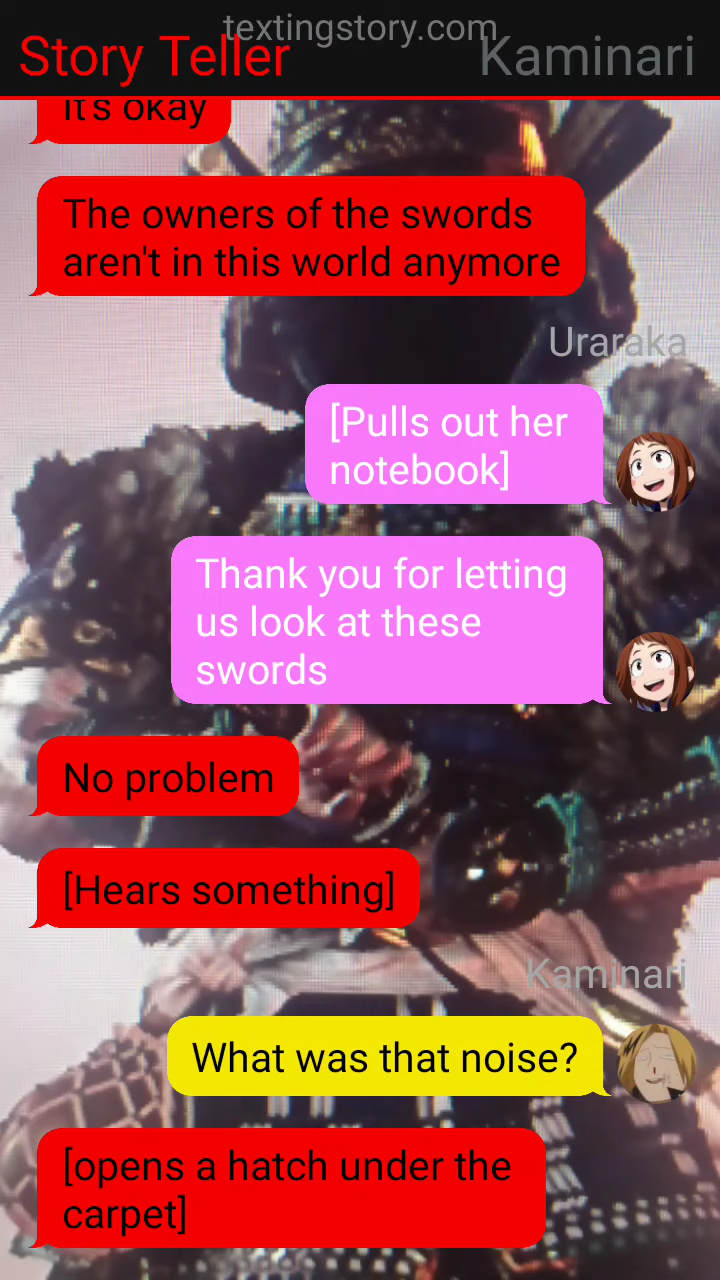 textingstory.com
Story Teller
Kaminari
it's okay
The owners of the swords
aren't in this world anymore
Uraraka
[Pulls out her
notebook]
Thank you for letting
us look at these
swords
No problem
[Hears something]
Kaminari
What was that noise?
[opens a hatch under the
carpet]